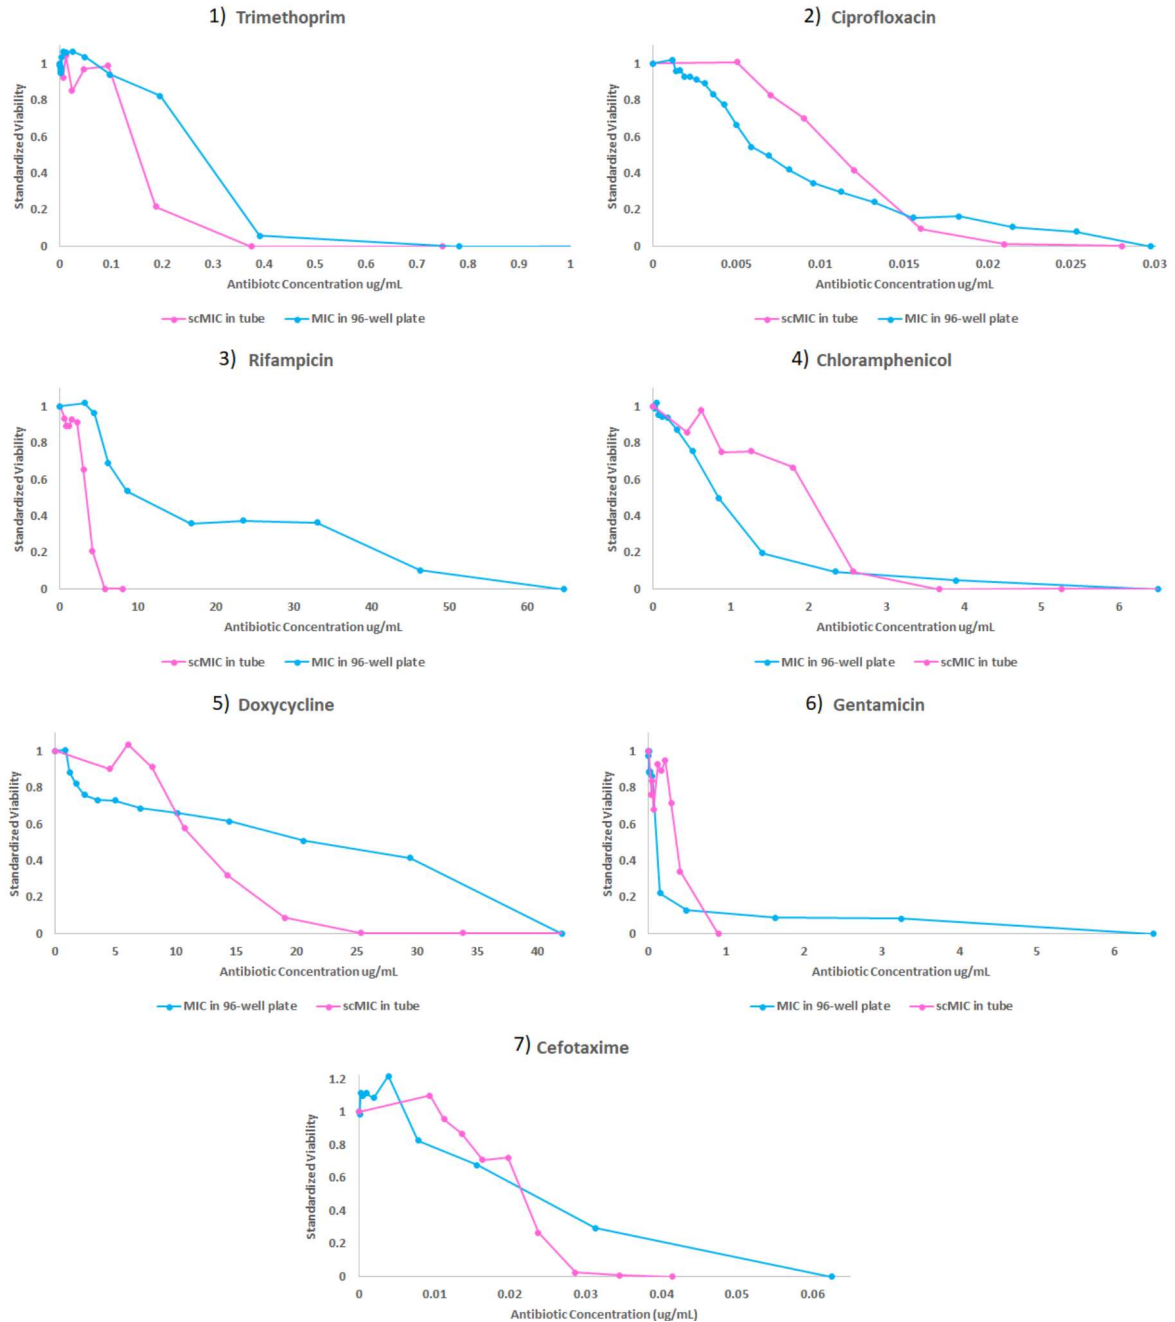 1) Trimethoprim
Standardized Viability
1
0.8
0.6
0.4
0.2
0
0 0.1 0.2 0.3 0.4 0.5 0.6 0.7 0.8 0.9 1
Antibiotic Concentration ug/mL
scMIC in tube MIC in 96-well plate
2) Ciprofloxacin
Standardized Viability
1
0.8
0.6
0.4
0.2
0
0 0.005 0.01 0.015 0.02 0.025 0.03
Antibiotic Concentration ug/mL
scMIC in tube MIC in 96-well plate
3) Rifampicin
Standardized Viability
1
0.8
0.6
0.4
0.2
0
0 10 20 30 40 50 60
Antibiotic Concentration ug/mL
scMIC in tube MIC in 96-well plate
4) Chloramphenicol
Standardized Viability
1
0.8
0.6
0.4
0.2
0
0 1 2 3 4 5 6
Antibiotic Concentration ug/mL
MIC in 96-well plate scMIC in tube
5) Doxycycline
Standardized Viability
1
0.8
0.6
0.4
0.2
0
0 5 10 15 20 25 30 35 40
Antibiotic Concentration ug/mL
MIC in 96-well plate scMIC in tube
6) Gentamicin
Standardized Viability
1
0.8
0.6
0.4
0.2
0
0 1 2 3 4 5 6
Antibiotic Concentration ug/mL
MIC in 96-well plate scMIC in tube
7) Cefotaxime
Standardized Viability
1.2
1
0.8
0.6
0.4
0.2
0
0 0.01 0.02 0.03 0.04 0.05 0.06
Antibiotic Concentration (ug/mL)